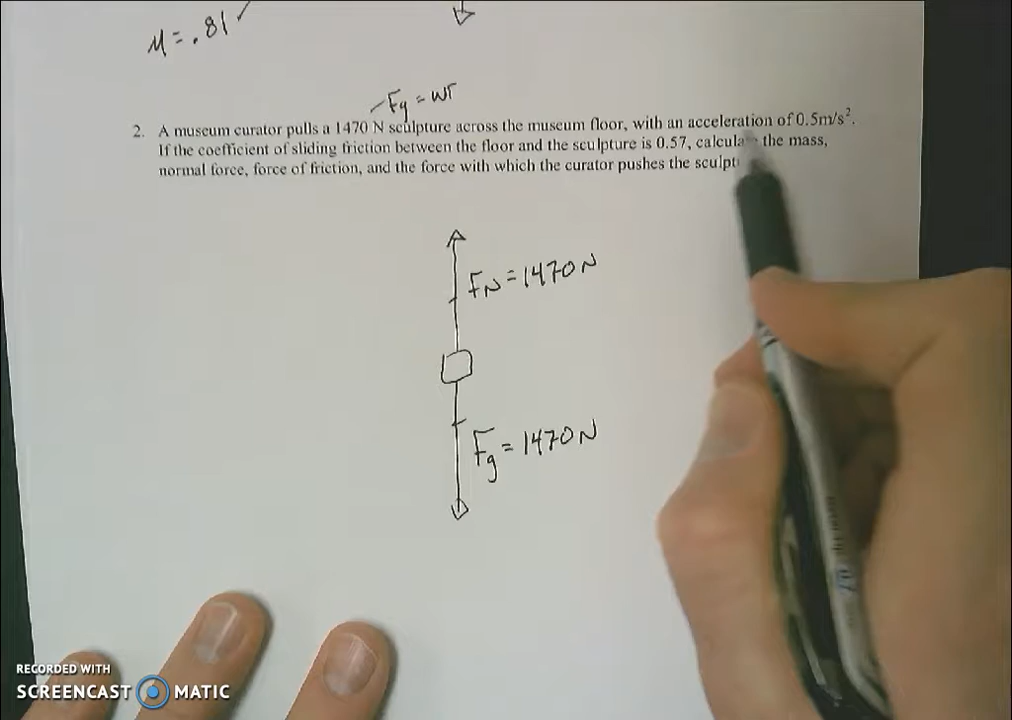 M = .81 ✓
Fg = WT
2. A museum curator pulls a 1470 N sculpture across the museum floor, with an acceleration of 0.5m/s².
If the coefficient of sliding friction between the floor and the sculpture is 0.57, calculate the mass,
normal force, force of friction, and the force with which the curator pushes the sculpt
FN = 1470 N
Fg = 1470 N
RECORDED WITH
SCREENCAST MATIC